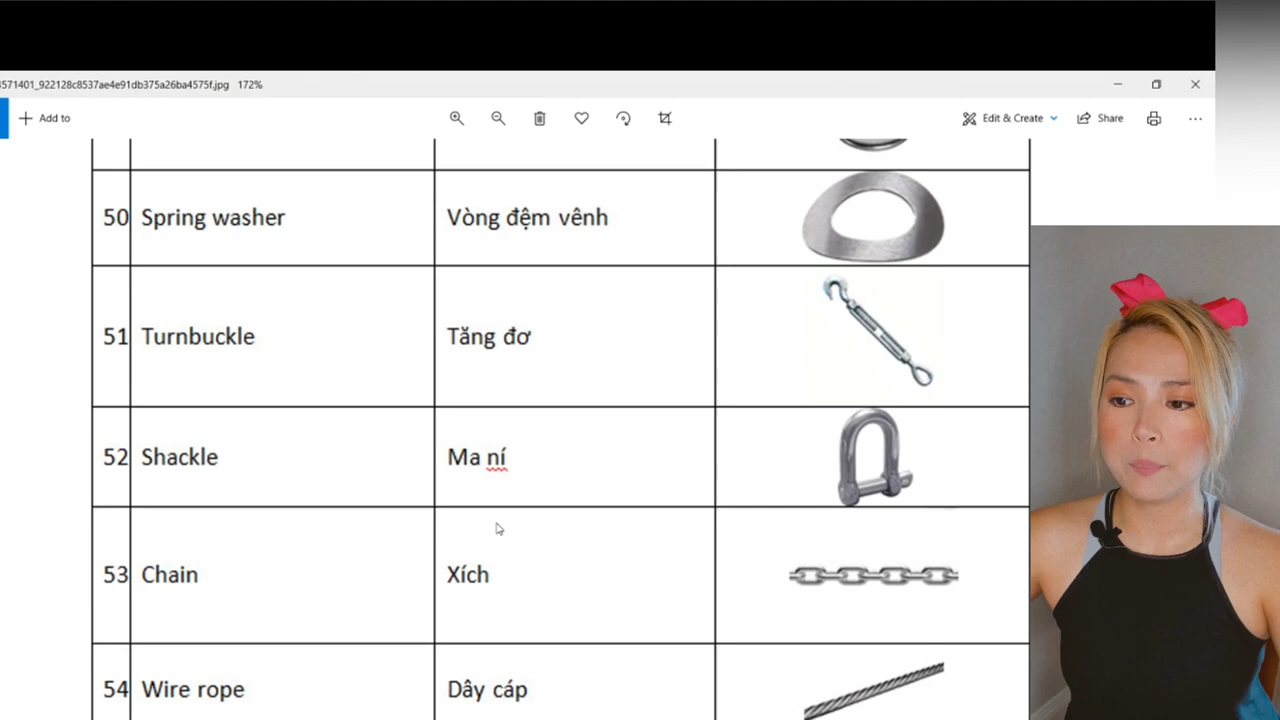 4571401_922128c8537ae4e91db375a26ba4575f.jpg 172%
Add to Edit & Create Share
50 Spring washer Vòng đệm vênh
51 Turnbuckle Tăng đơ
52 Shackle Ma ní
53 Chain Xích
54 Wire rope Dây cáp